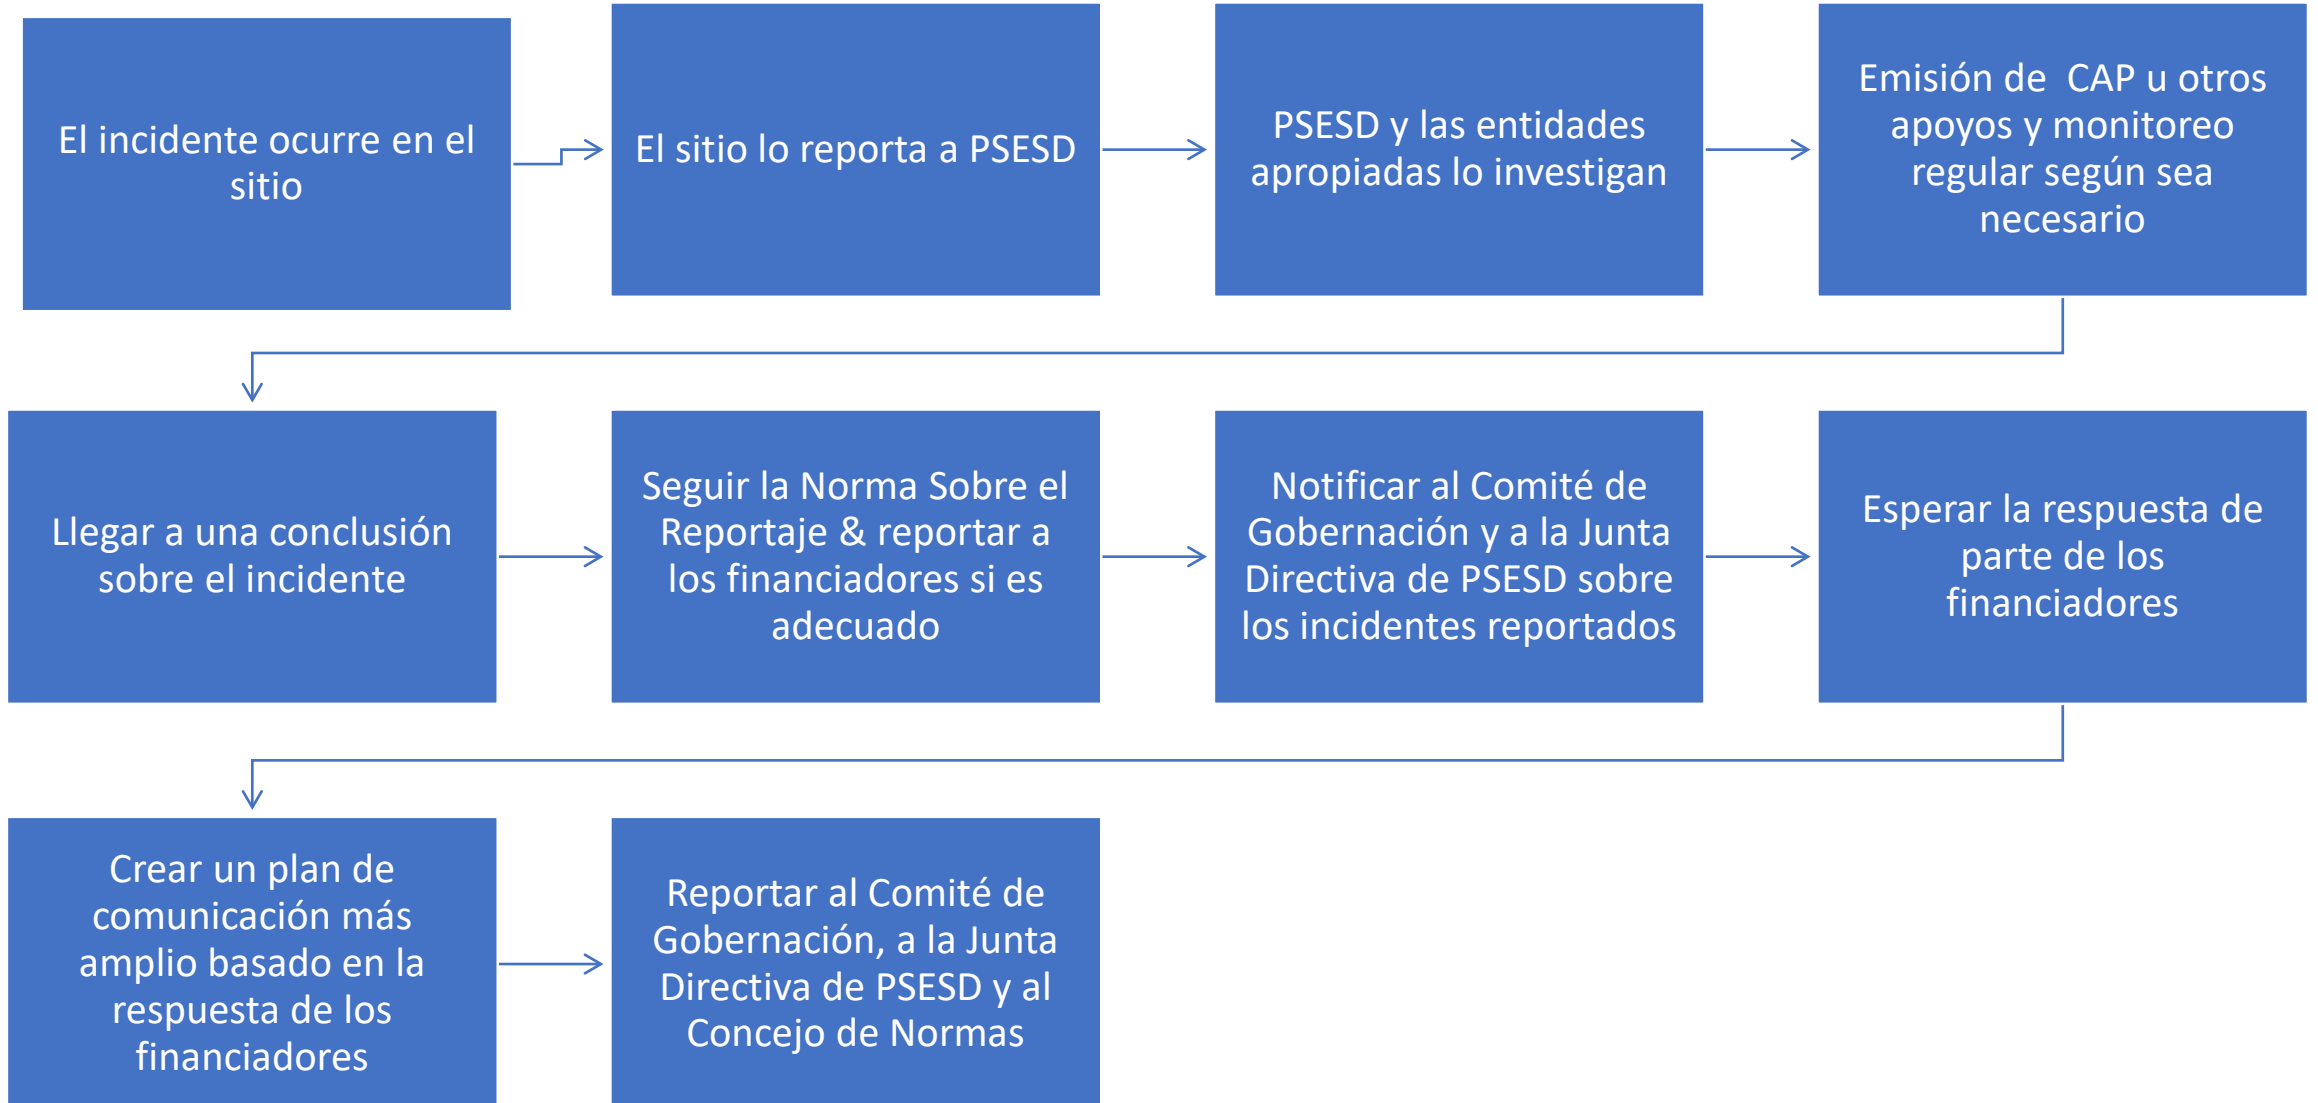 El incidente ocurre en el
sitio
El sitio lo reporta a PSESD
PSESD y las entidades
apropiadas lo investigan
Emisión de  CAP u otros
apoyos y monitoreo
regular según sea
necesario
Llegar a una conclusión
sobre el incidente
Seguir la Norma Sobre el
Reportaje & reportar a
los financiadores si es
adecuado
Notificar al Comité de
Gobernación y a la Junta
Directiva de PSESD sobre
los incidentes reportados
Esperar la respuesta de
parte de los
financiadores
Crear un plan de
comunicación más
amplio basado en la
respuesta de los
financiadores
Reportar al Comité de
Gobernación, a la Junta
Directiva de PSESD y al
Concejo de Normas